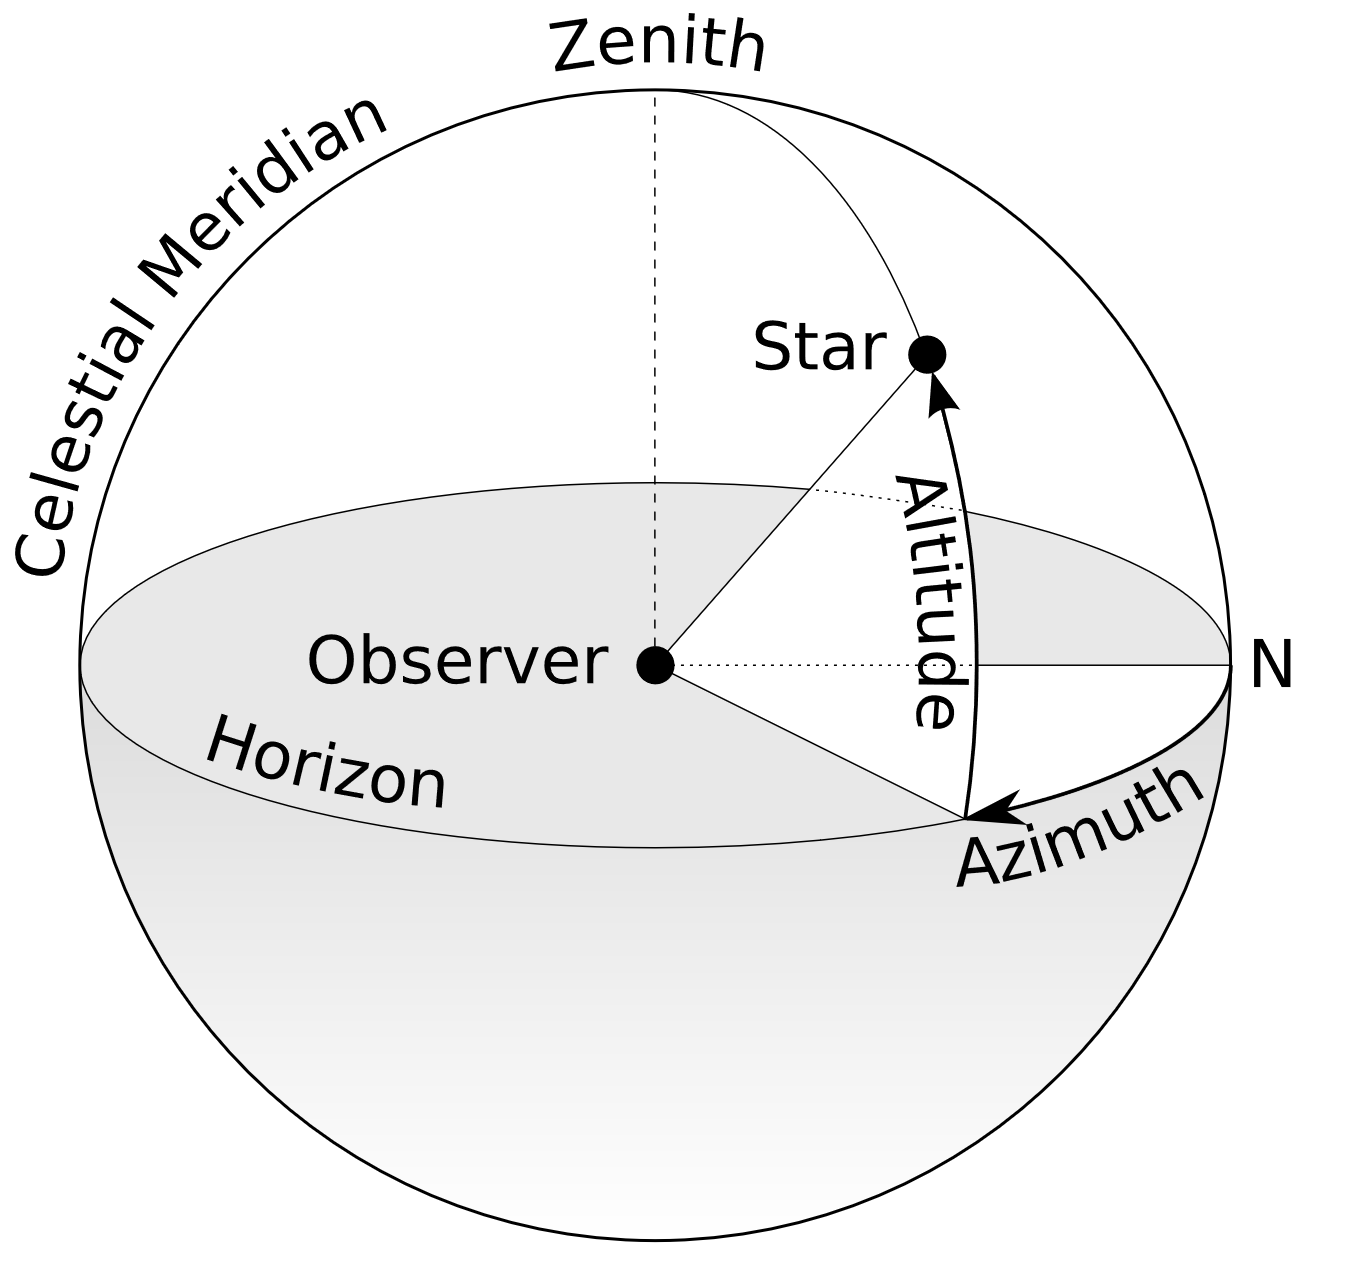 Zenith
Celestial Meridian
Star
Altitude
Observer
N
Horizon
Azimuth